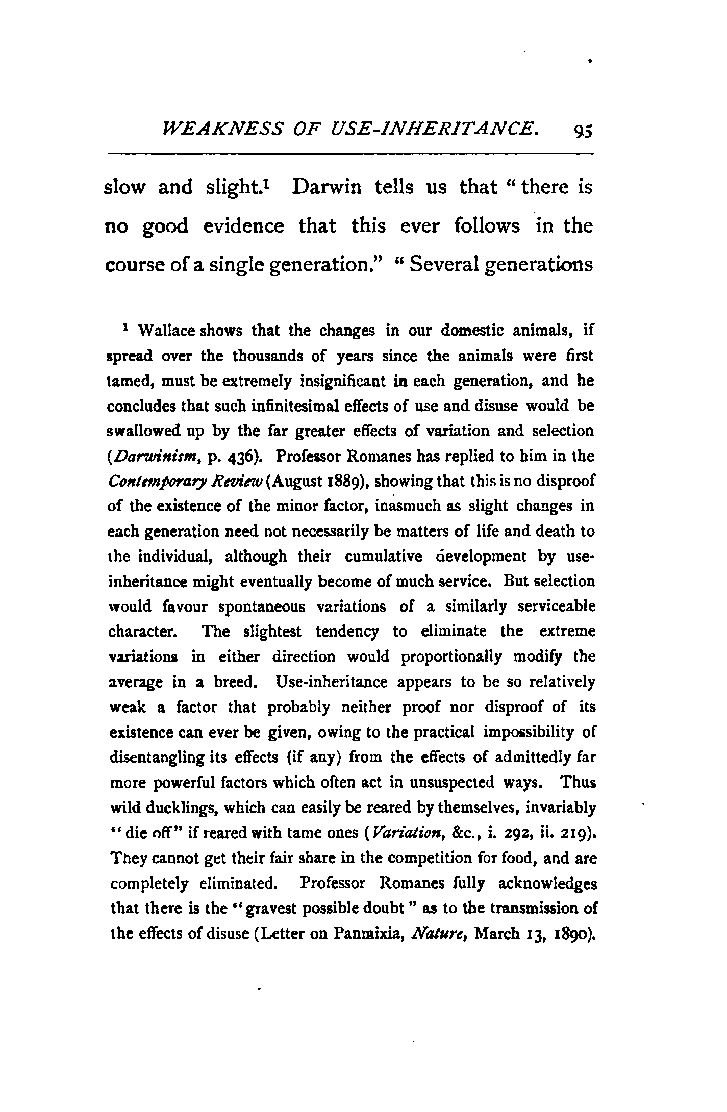 WEAKNESS OF USE-INHERITANCE. 95
slow and slight.¹ Darwin tells us that “there is
no good evidence that this ever follows in the
course of a single generation.” “Several generations
¹ Wallace shows that the changes in our domestic animals, if
spread over the thousands of years since the animals were first
tamed, must be extremely insignificant in each generation, and he
concludes that such infinitesimal effects of use and disuse would be
swallowed up by the far greater effects of variation and selection
(Darwinism, p. 436). Professor Romanes has replied to him in the
Contemporary Review (August 1889), showing that this is no disproof
of the existence of the minor factor, inasmuch as slight changes in
each generation need not necessarily be matters of life and death to
the individual, although their cumulative development by use-
inheritance might eventually become of much service. But selection
would favour spontaneous variations of a similarly serviceable
character. The slightest tendency to eliminate the extreme
variations in either direction would proportionally modify the
average in a breed. Use-inheritance appears to be so relatively
weak a factor that probably neither proof nor disproof of its
existence can ever be given, owing to the practical impossibility of
disentangling its effects (if any) from the effects of admittedly far
more powerful factors which often act in unsuspected ways. Thus
wild ducklings, which can easily be reared by themselves, invariably
“die off” if reared with tame ones (Variation, &c., i. 292, ii. 219).
They cannot get their fair share in the competition for food, and are
completely eliminated. Professor Romanes fully acknowledges
that there is the “gravest possible doubt” as to the transmission of
the effects of disuse (Letter on Panmixia, Nature, March 13, 1890).